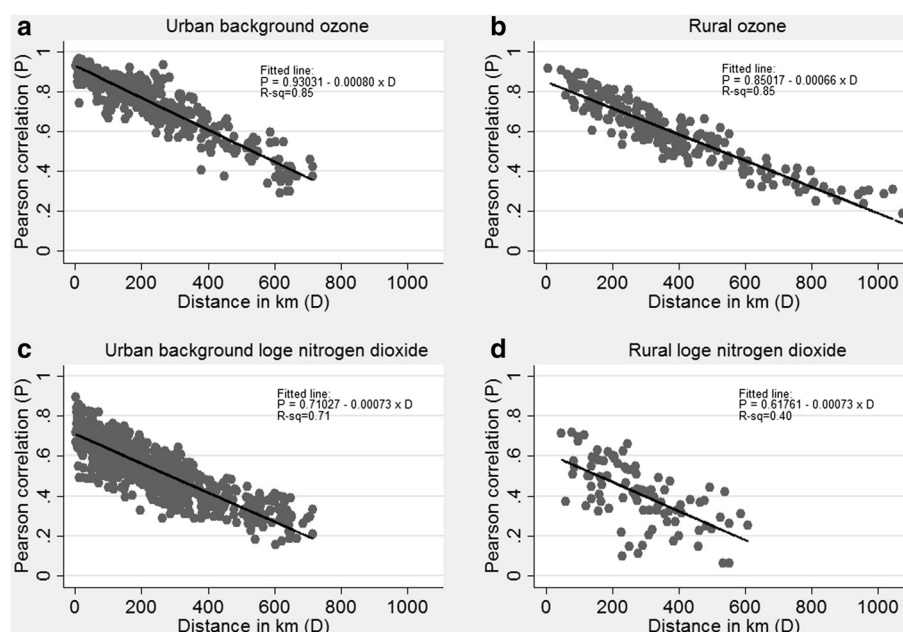 a
Urban background ozone
Pearson correlation (P)
1
.8
.6
.4
.2
0
Fitted line:
P = 0.93031 - 0.00080 x D
R-sq=0.85
0 200 400 600 800 1000
Distance in km (D)
b
Rural ozone
Pearson correlation (P)
1
.8
.6
.4
.2
0
Fitted line:
P = 0.85017 - 0.00066 x D
R-sq=0.85
0 200 400 600 800 1000
Distance in km (D)
c
Urban background loge nitrogen dioxide
Pearson correlation (P)
1
.8
.6
.4
.2
0
Fitted line:
P = 0.71027 - 0.00073 x D
R-sq=0.71
0 200 400 600 800 1000
Distance in km (D)
d
Rural loge nitrogen dioxide
Pearson correlation (P)
1
.8
.6
.4
.2
0
Fitted line:
P = 0.61761 - 0.00073 x D
R-sq=0.40
0 200 400 600 800 1000
Distance in km (D)